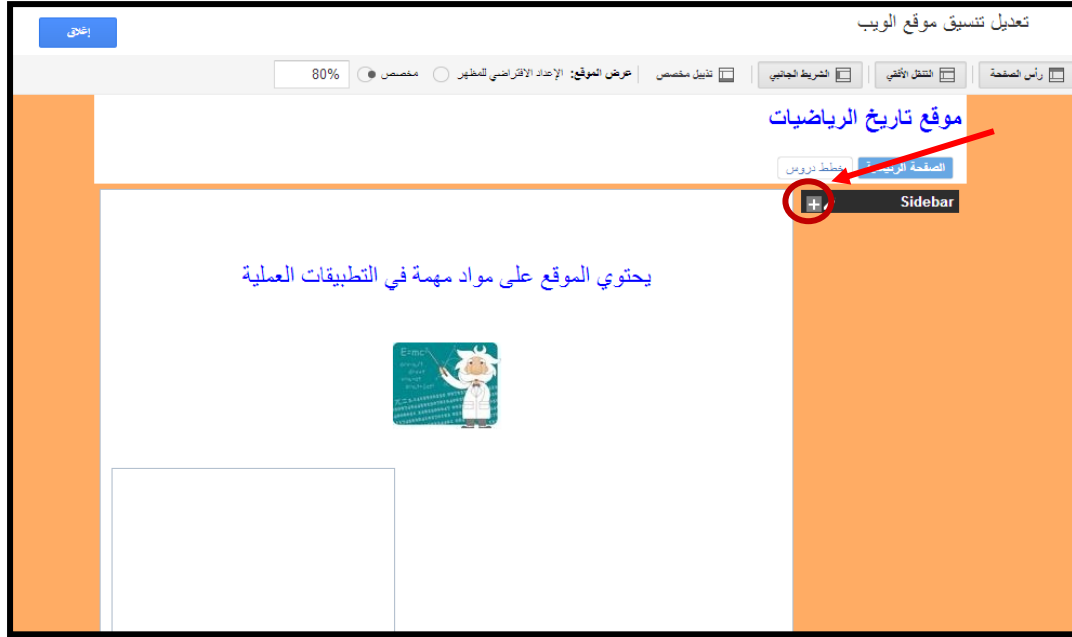 تعديل تنسيق موقع الويب
إغلاق
رأس الصفحة التنقل الأفقي الشريط الجانبي تذييل مخصص عرض الموقع: الإعداد الافتراضي للمظهر مخصص 80%
موقع تاريخ الرياضيات
الصفحة الرئيسية مخطط دروس
Sidebar
يحتوي الموقع على مواد مهمة في التطبيقات العملية